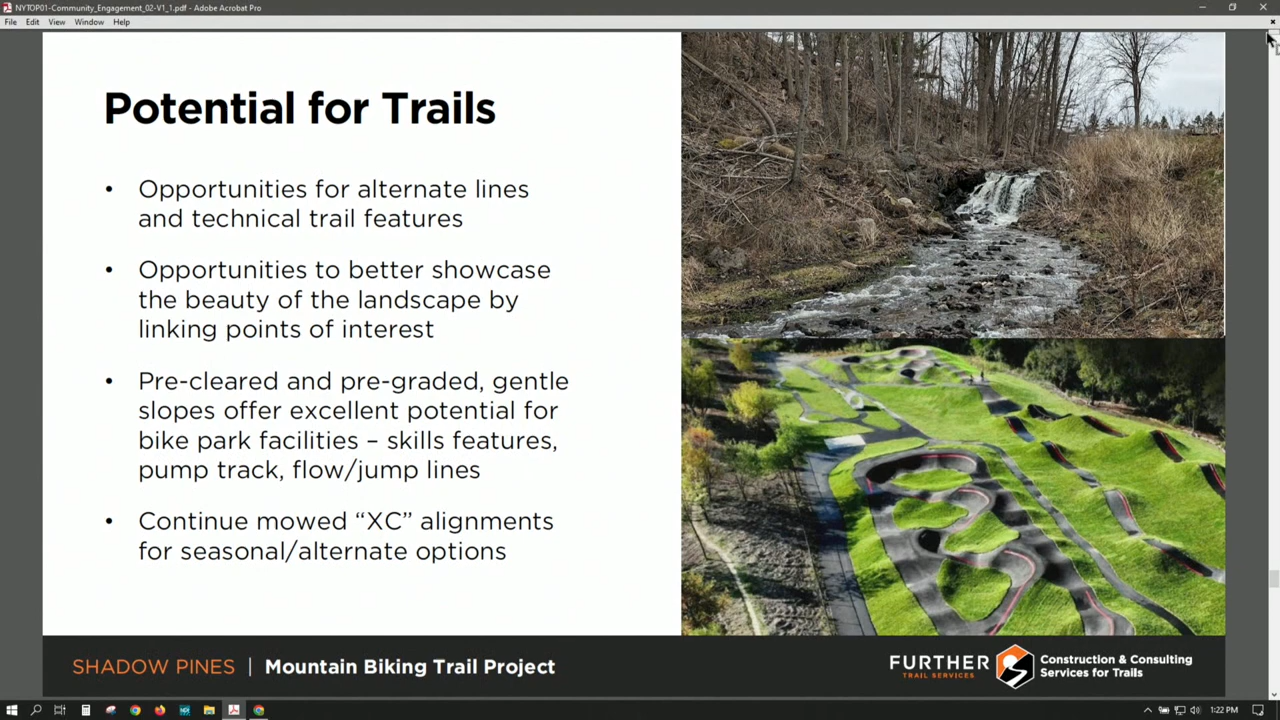 NYTOP01-Community_Engagement_02-V1_1.pdf - Adobe Acrobat Pro
File Edit View Window Help
Potential for Trails
• Opportunities for alternate lines
and technical trail features
• Opportunities to better showcase
the beauty of the landscape by
linking points of interest
• Pre-cleared and pre-graded, gentle
slopes offer excellent potential for
bike park facilities – skills features,
pump track, flow/jump lines
• Continue mowed “XC” alignments
for seasonal/alternate options
SHADOW PINES | Mountain Biking Trail Project
FURTHER
TRAIL SERVICES
Construction & Consulting
Services for Trails
1:22 PM